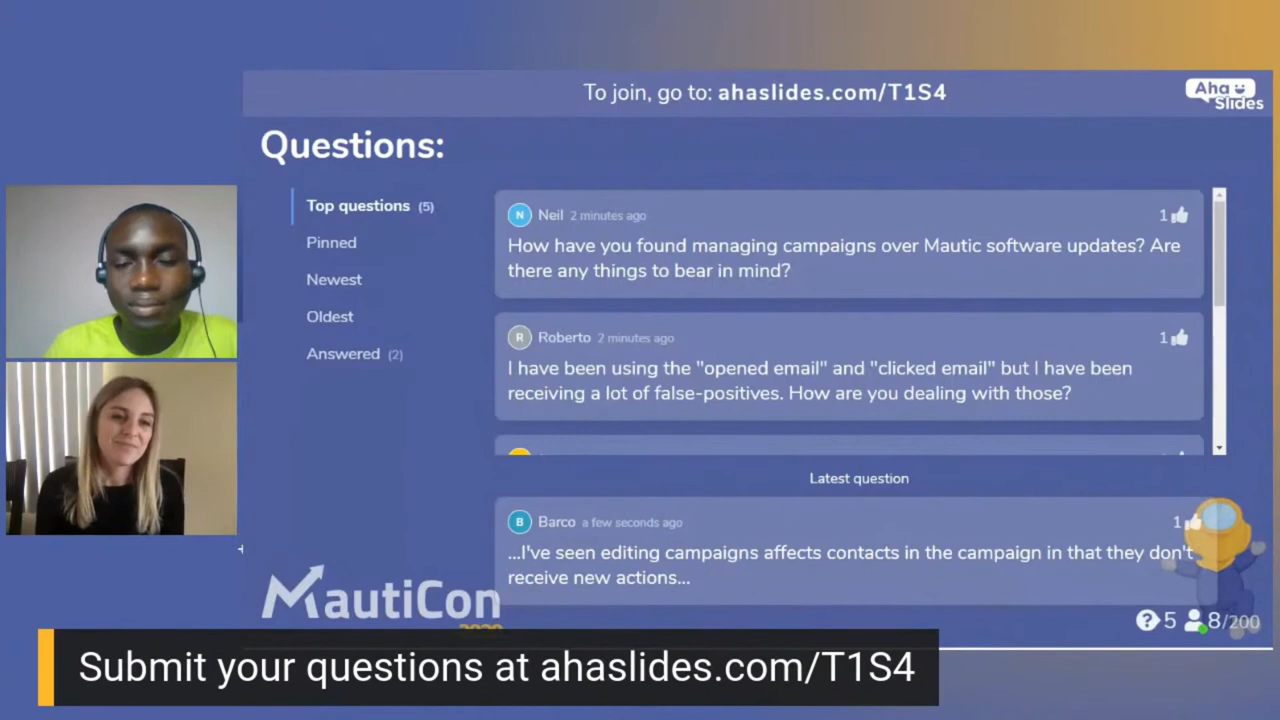 To join, go to: ahaslides.com/T1S4
Aha
Slides
Questions:
Top questions (5)
Pinned
Newest
Oldest
Answered (2)
N Neil 2 minutes ago 1
How have you found managing campaigns over Mautic software updates? Are
there any things to bear in mind?
R Roberto 2 minutes ago 1
I have been using the "opened email" and "clicked email" but I have been
receiving a lot of false-positives. How are you dealing with those?
Latest question
B Barco a few seconds ago 1
...I've seen editing campaigns affects contacts in the campaign in that they don't
receive new actions...
MautiCon
5 8/200
Submit your questions at ahaslides.com/T1S4